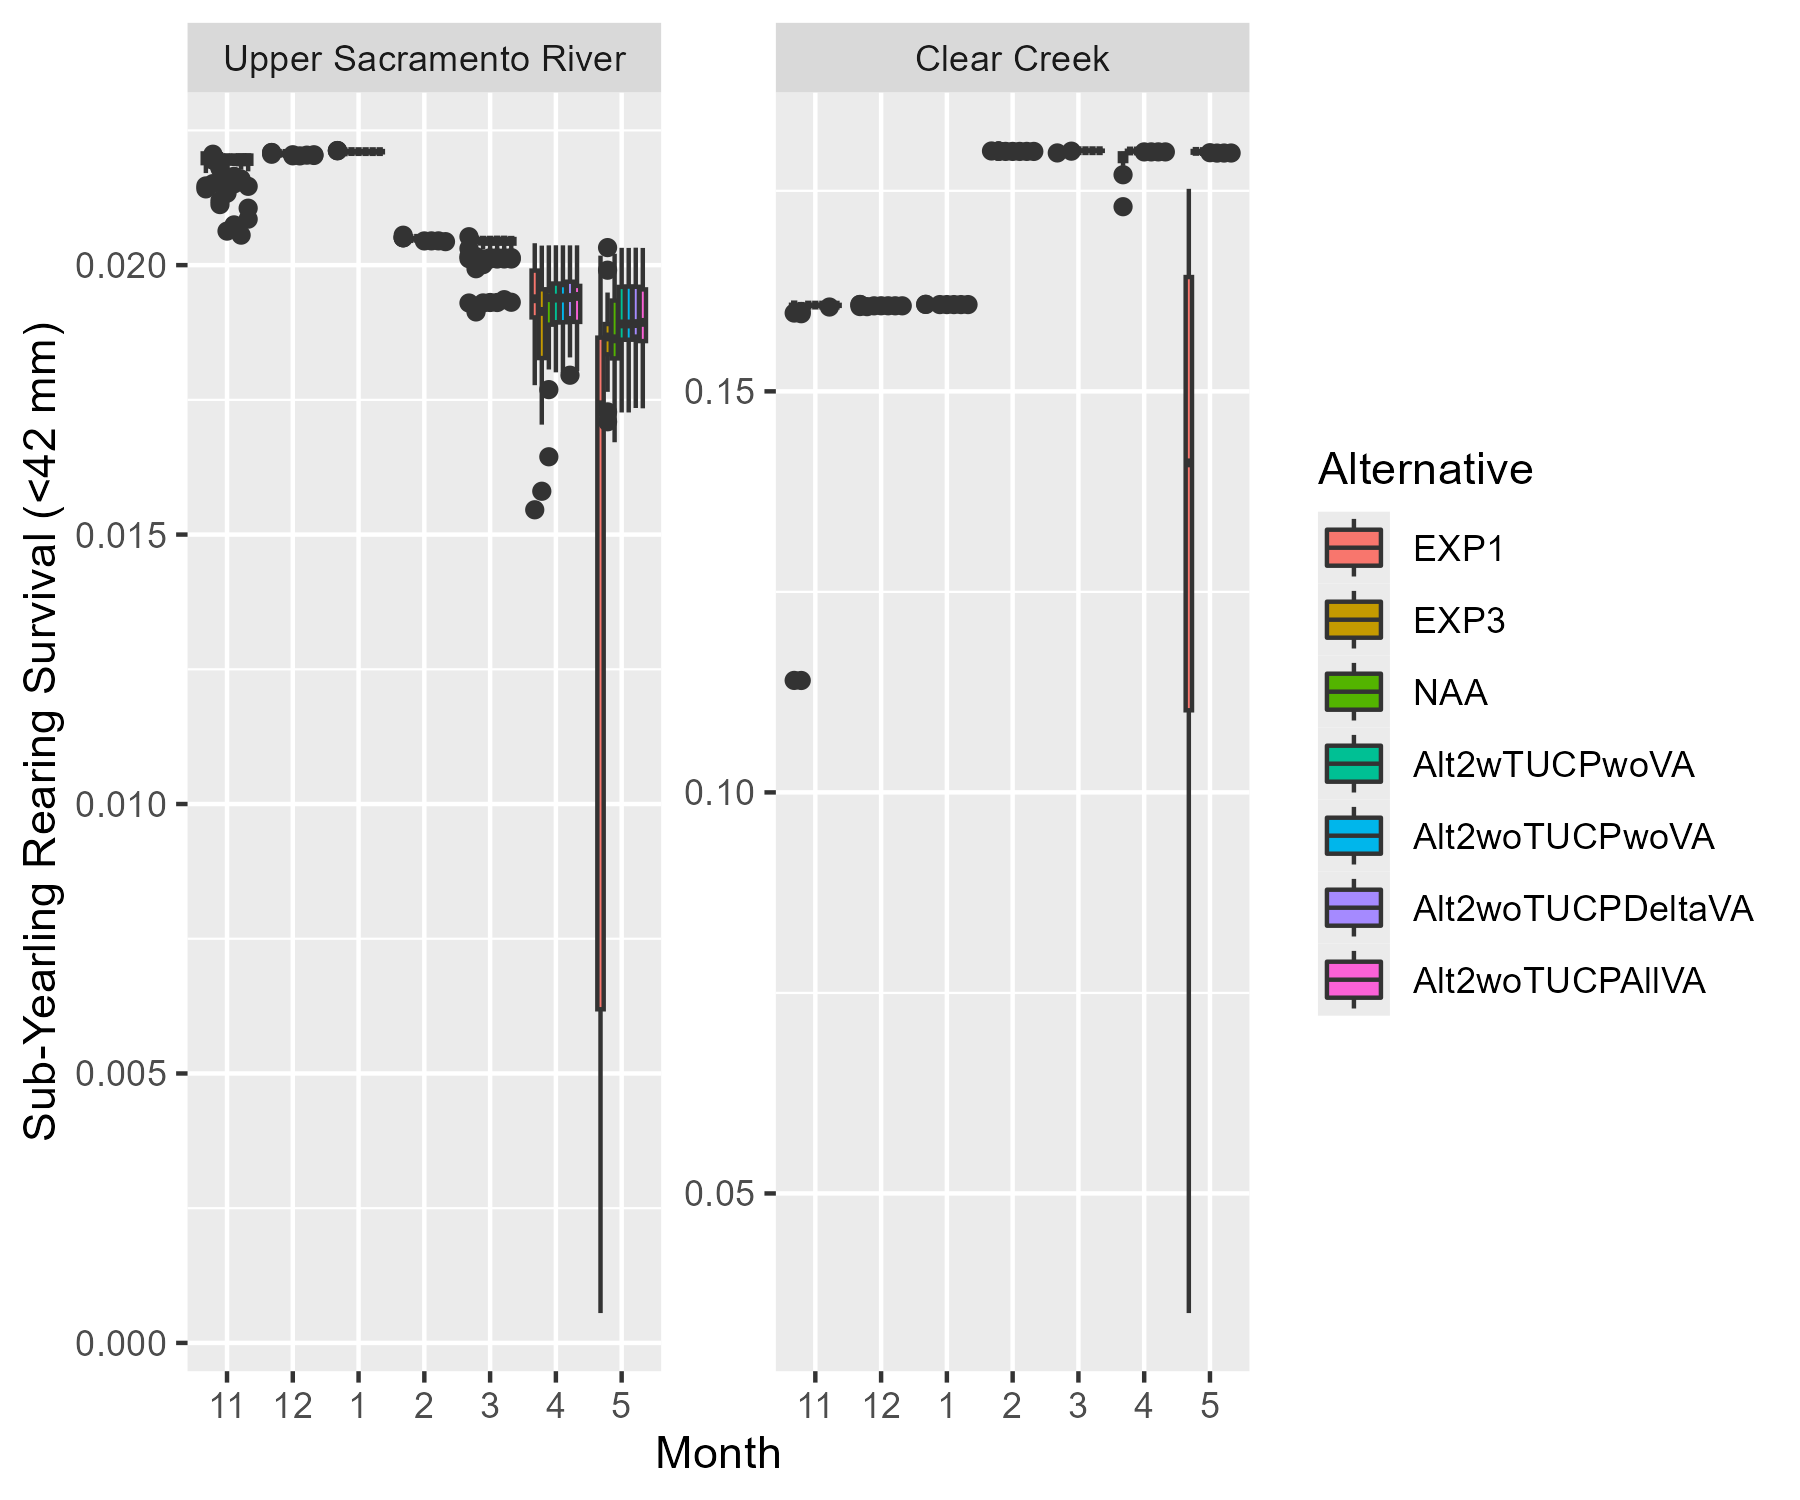 Upper Sacramento River
Clear Creek
Sub-Yearling Rearing Survival (<42 mm)
0.020
0.015
0.010
0.005
0.000
0.15
0.10
0.05
11 12 1 2 3 4 5
11 12 1 2 3 4 5
Month
Alternative
EXP1
EXP3
NAA
Alt2wTUCPwoVA
Alt2woTUCPwoVA
Alt2woTUCPDeltaVA
Alt2woTUCPAllVA